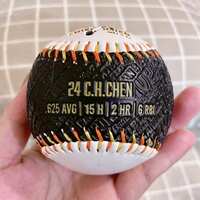 24 C.H.CHEN
.625 AVG | 15 H | 2 HR | 6 RBI